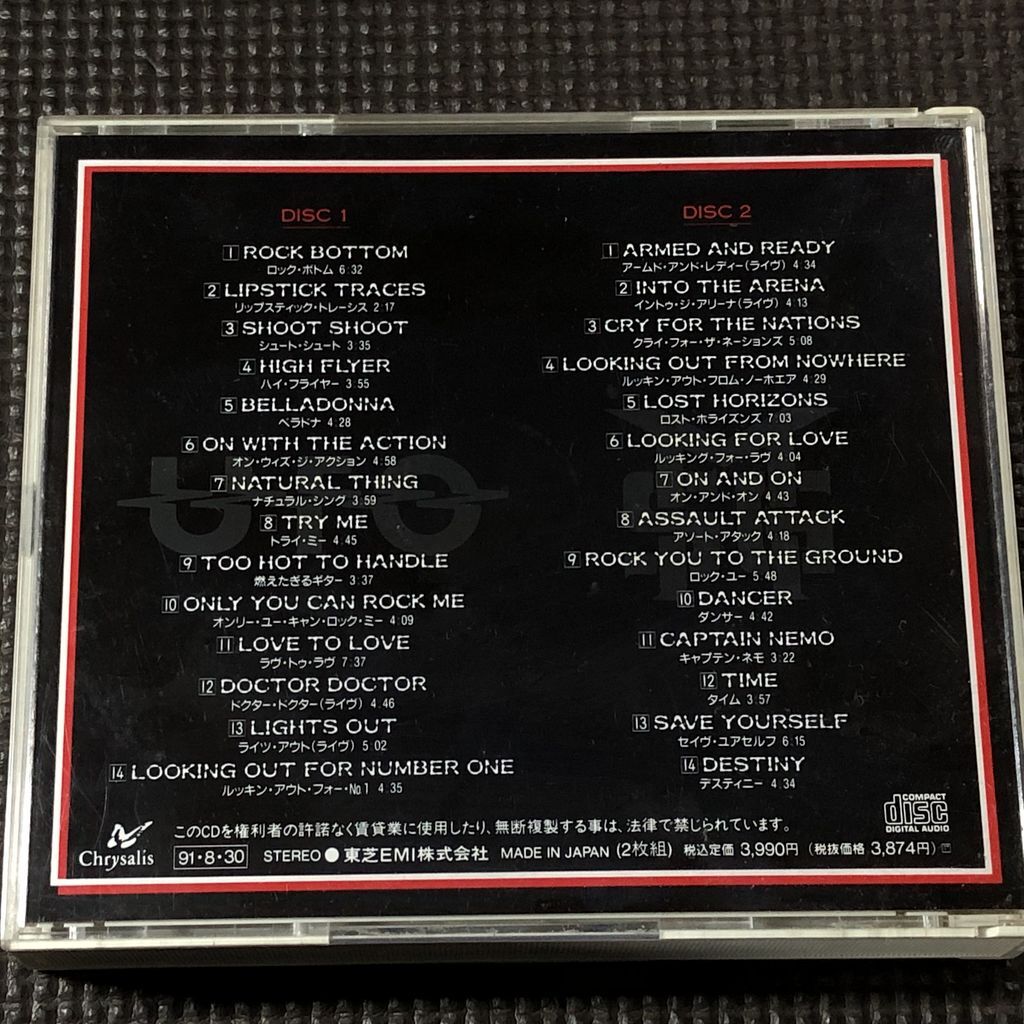 DISC 1
1 ROCK BOTTOM
ロック・ボトム 6:32
2 LIPSTICK TRACES
リップスティック・トレーシス 2:17
3 SHOOT SHOOT
シュート・シュート 3:35
4 HIGH FLYER
ハイ・フライヤー 3:55
5 BELLADONNA
ベラドナ 4:28
6 ON WITH THE ACTION
オン・ウィズ・ジ・アクション 4:58
7 NATURAL THING
ナチュラル・シング 3:59
8 TRY ME
トライ・ミー 4:45
9 TOO HOT TO HANDLE
燃えたぎるギター 3:37
10 ONLY YOU CAN ROCK ME
オンリー・ユー・キャン・ロック・ミー 4:09
11 LOVE TO LOVE
ラヴ・トゥ・ラヴ 7:37
12 DOCTOR DOCTOR
ドクター・ドクター(ライヴ) 4:46
13 LIGHTS OUT
ライツ・アウト(ライヴ) 5:02
14 LOOKING OUT FOR NUMBER ONE
ルッキン・アウト・フォー・No.1 4:35
DISC 2
1 ARMED AND READY
アームド・アンド・レディー(ライヴ) 4:34
2 INTO THE ARENA
イントゥ・ジ・アリーナ(ライヴ) 4:13
3 CRY FOR THE NATIONS
クライ・フォー・ザ・ネーションズ 5:08
4 LOOKING OUT FROM NOWHERE
ルッキン・アウト・フロム・ノーホエア 4:29
5 LOST HORIZONS
ロスト・ホライズンズ 7:03
6 LOOKING FOR LOVE
ルッキング・フォー・ラヴ 4:04
7 ON AND ON
オン・アンド・オン 4:43
8 ASSAULT ATTACK
アソート・アタック 4:18
9 ROCK YOU TO THE GROUND
ロック・ユー 5:48
10 DANCER
ダンサー 4:42
11 CAPTAIN NEMO
キャプテン・ネモ 3:22
12 TIME
タイム 3:57
13 SAVE YOURSELF
セイヴ・ユアセルフ 6:15
14 DESTINY
デスティニー 4:34
このCDを権利者の許諾なく賃貸業に使用したり、無断複製する事は、法律で禁じられています。
COMPACT
disc
DIGITAL AUDIO
Chrysalis
91・8・30 STEREO ● 東芝EMI株式会社 MADE IN JAPAN (2枚組) 税込定価 3,990円 (税抜価格 3,874円)